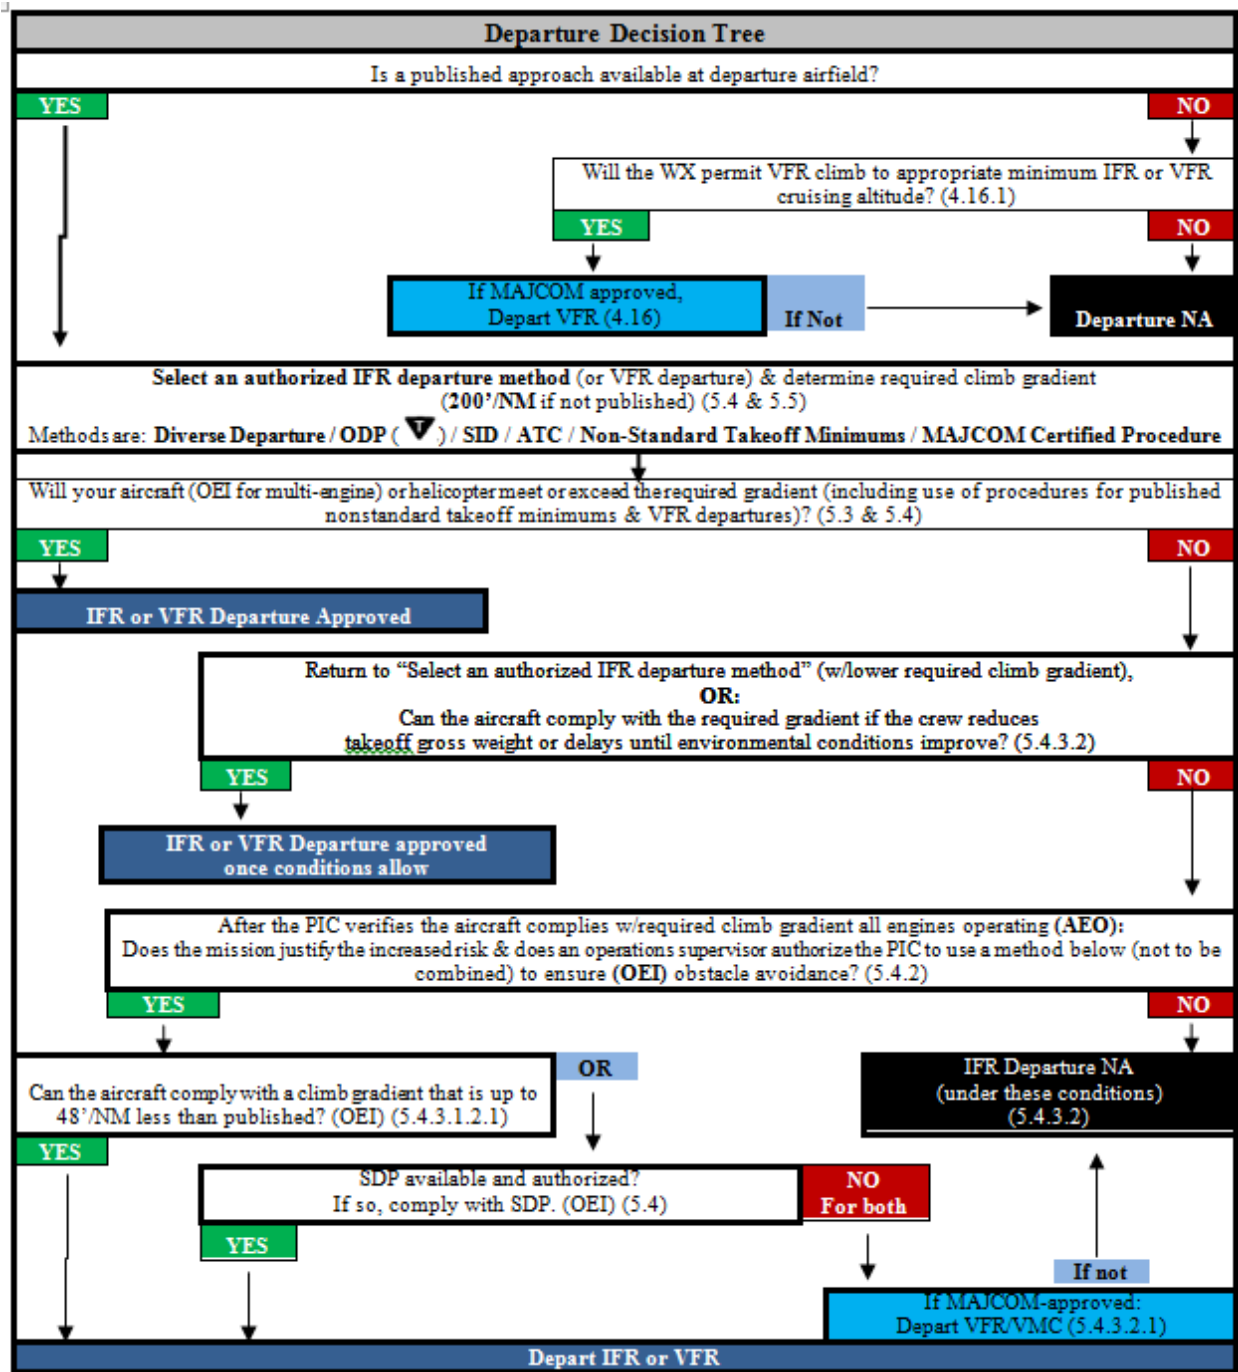 Departure Decision Tree
Is a published approach available at departure airfield?
YES
NO
Will the WX permit VFR climb to appropriate minimum IFR or VFR
cruising altitude? (4.16.1)
YES
NO
If MAJCOM approved,
Depart VFR (4.16)
If Not
Departure NA
Select an authorized IFR departure method (or VFR departure) & determine required climb gradient
(200'/NM if not published) (5.4 & 5.5)
Methods are: Diverse Departure / ODP ( T ) / SID / ATC / Non-Standard Takeoff Minimums / MAJCOM Certified Procedure
Will your aircraft (OEI for multi-engine) or helicopter meet or exceed the required gradient (including use of procedures for published
nonstandard takeoff minimums & VFR departures)? (5.3 & 5.4)
YES
NO
IFR or VFR Departure Approved
Return to “Select an authorized IFR departure method” (w/lower required climb gradient),
OR:
Can the aircraft comply with the required gradient if the crew reduces
takeoff gross weight or delays until environmental conditions improve? (5.4.3.2)
YES
NO
IFR or VFR Departure approved
once conditions allow
After the PIC verifies the aircraft complies w/required climb gradient all engines operating (AEO):
Does the mission justify the increased risk & does an operations supervisor authorize the PIC to use a method below (not to be
combined) to ensure (OEI) obstacle avoidance? (5.4.2)
YES
NO
Can the aircraft comply with a climb gradient that is up to
48'/NM less than published? (OEI) (5.4.3.1.2.1)
OR
IFR Departure NA
(under these conditions)
(5.4.3.2)
YES
SDP available and authorized?
If so, comply with SDP. (OEI) (5.4)
NO
For both
YES
If not
If MAJCOM-approved:
Depart VFR/VMC (5.4.3.2.1)
Depart IFR or VFR